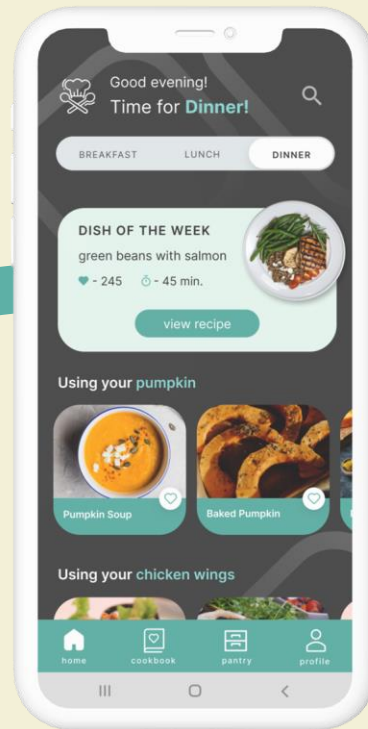 Good evening!
Time for Dinner!
BREAKFAST LUNCH DINNER
DISH OF THE WEEK
green beans with salmon
- 245 - 45 min.
view recipe
Using your pumpkin
Pumpkin Soup
Baked Pumpkin
Using your chicken wings
home cookbook pantry profile